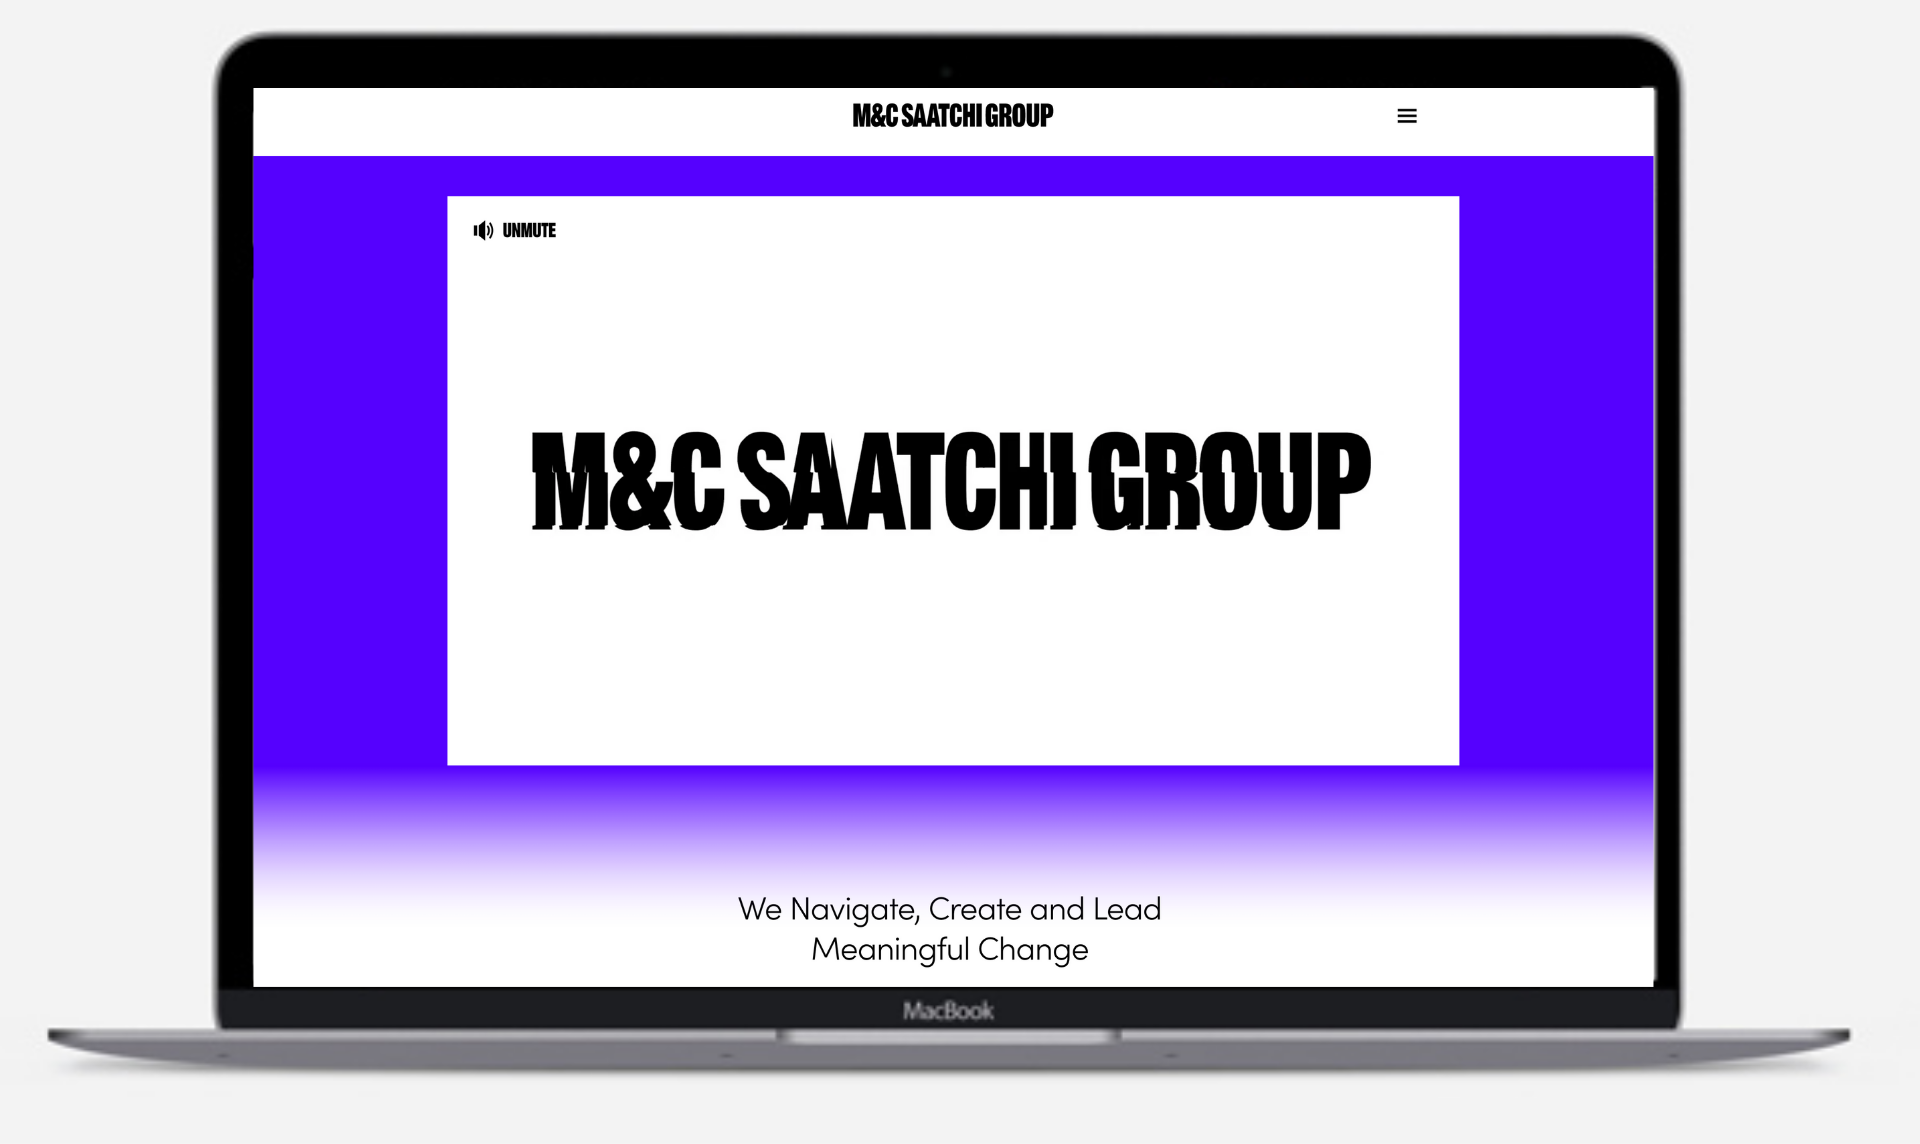 M&C SAATCHI GROUP
UNMUTE
M&C SAATCHI GROUP
We Navigate, Create and Lead
Meaningful Change
MacBook